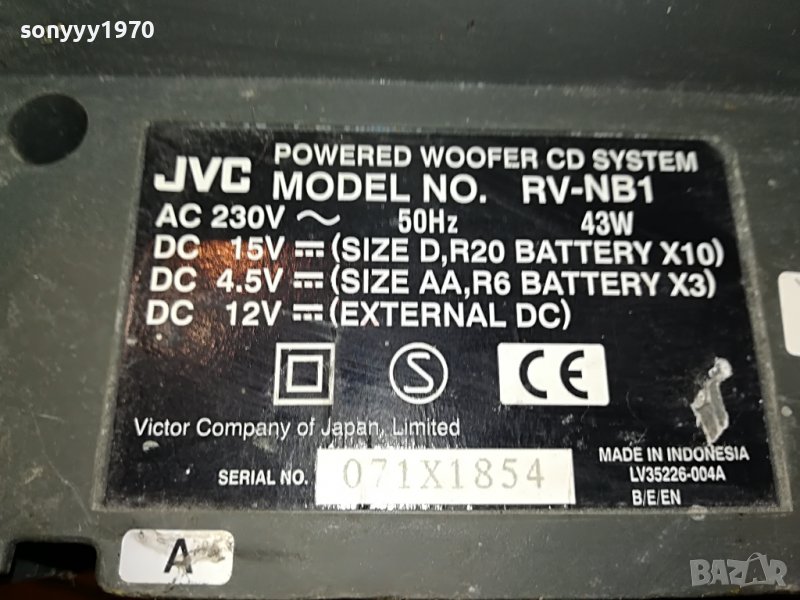 sonyyy1970
JVC POWERED WOOFER CD SYSTEM
MODEL NO. RV-NB1
AC 230V ~ 50Hz 43W
DC 15V ⎓ (SIZE D,R20 BATTERY X10)
DC 4.5V ⎓ (SIZE AA,R6 BATTERY X3)
DC 12V ⎓ (EXTERNAL DC)
S CE
Victor Company of Japan, Limited
SERIAL NO. 071X1854
MADE IN INDONESIA
LV35226-004A
B/E/EN
A
BAZAR